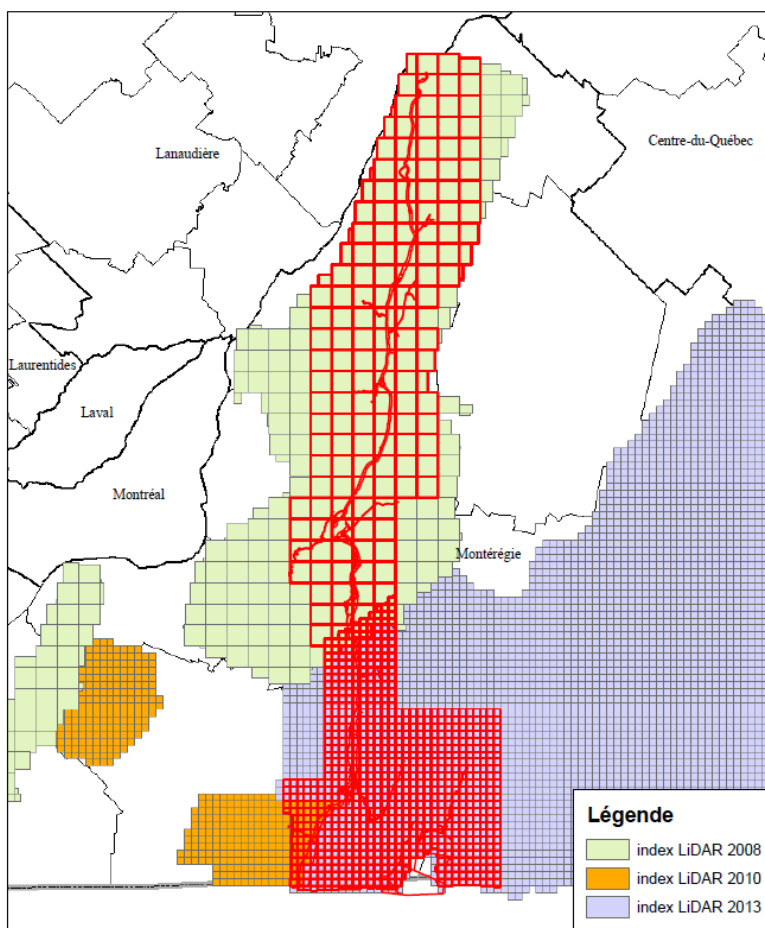 Centre-du-Québec
Lanaudière
Laurentides
Laval
Montréal
Montérégie
Légende
index LiDAR 2008
index LiDAR 2010
index LiDAR 2013